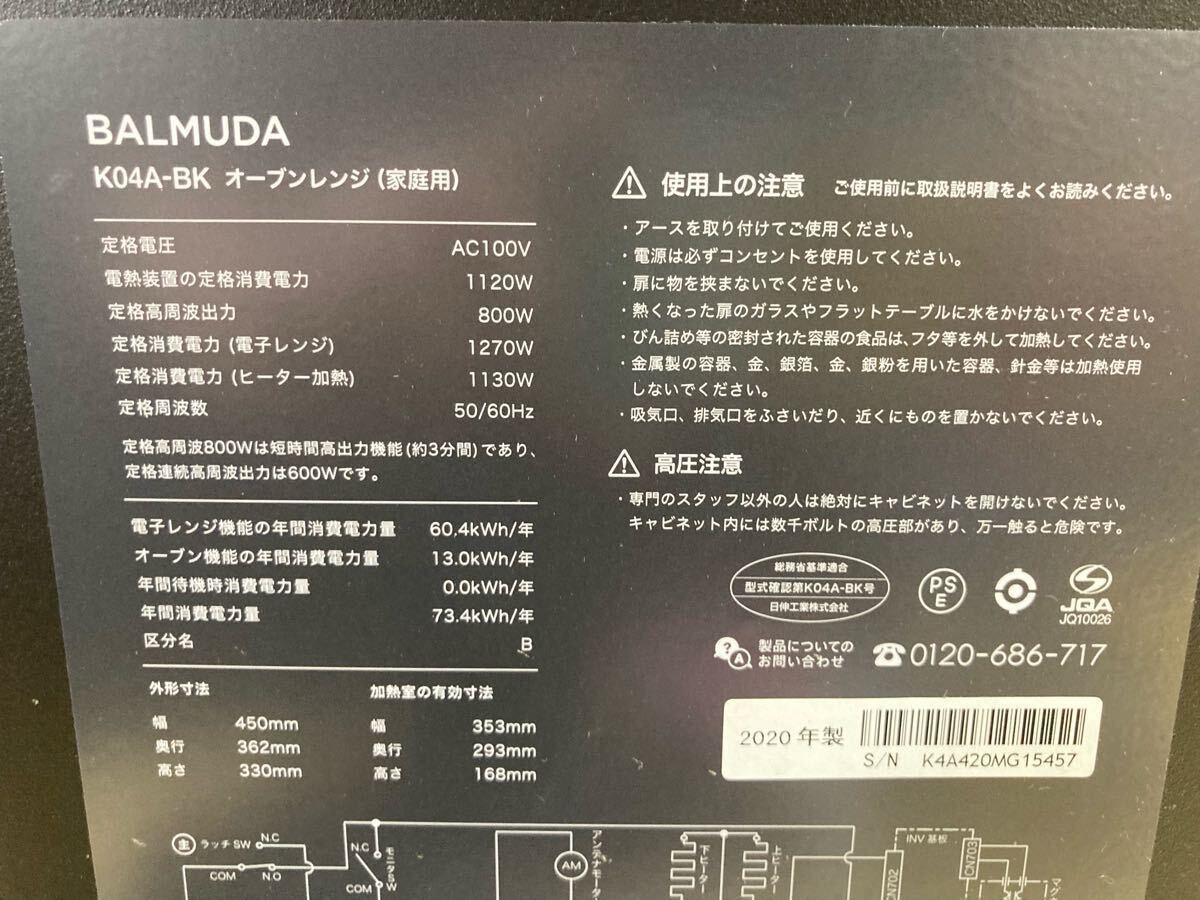 BALMUDA
K04A-BK オーブンレンジ（家庭用）
定格電圧 AC100V
電熱装置の定格消費電力 1120W
定格高周波出力 800W
定格消費電力 (電子レンジ) 1270W
定格消費電力 (ヒーター加熱) 1130W
定格周波数 50/60Hz
定格高周波800Wは短時間高出力機能(約3分間)であり、
定格連続高周波出力は600Wです。
電子レンジ機能の年間消費電力量 60.4kWh/年
オーブン機能の年間消費電力量 13.0kWh/年
年間待機時消費電力量 0.0kWh/年
年間消費電力量 73.4kWh/年
区分名 B
外形寸法 加熱室の有効寸法
幅 450mm 幅 353mm
奥行 362mm 奥行 293mm
高さ 330mm 高さ 168mm
使用上の注意 ご使用前に取扱説明書をよくお読みください。
・アースを取り付けてご使用ください。
・電源は必ずコンセントを使用してください。
・扉に物を挟まないでください。
・熱くなった扉のガラスやフラットテーブルに水をかけないでください。
・びん詰め等の密封された容器の食品は、フタ等を外して加熱してください。
・金属製の容器、金、銀箔、金、銀粉を用いた容器、針金等は加熱使用
しないでください。
・吸気口、排気口をふさいだり、近くにものを置かないでください。
高圧注意
・専門のスタッフ以外の人は絶対にキャビネットを開けないでください。
キャビネット内には数千ボルトの高圧部があり、万一触ると危険です。
総務省基準適合
型式確認第K04A-BK号
日伸工業株式会社
PS
E
JQA
JQ10026
? A
製品についての
お問い合わせ
0120-686-717
2020 年製
S/N K4A420MG15457
主 ラッチSW N.C
COM N.O
N.C
COM
モニタSW
AM
アンテナモーター
下ヒーター
上ヒーター
INV 基板
CN702
CN703